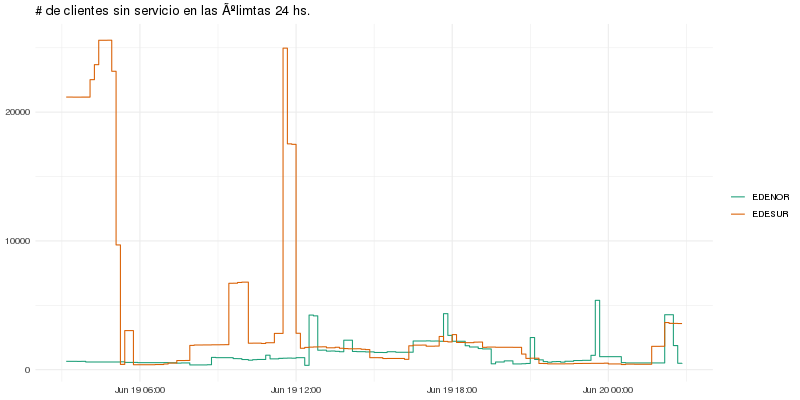 # de clientes sin servicio en las Ãºlimtas 24 hs.
20000
10000
0
Jun 19 06:00
Jun 19 12:00
Jun 19 18:00
Jun 20 00:00
EDENOR
EDESUR